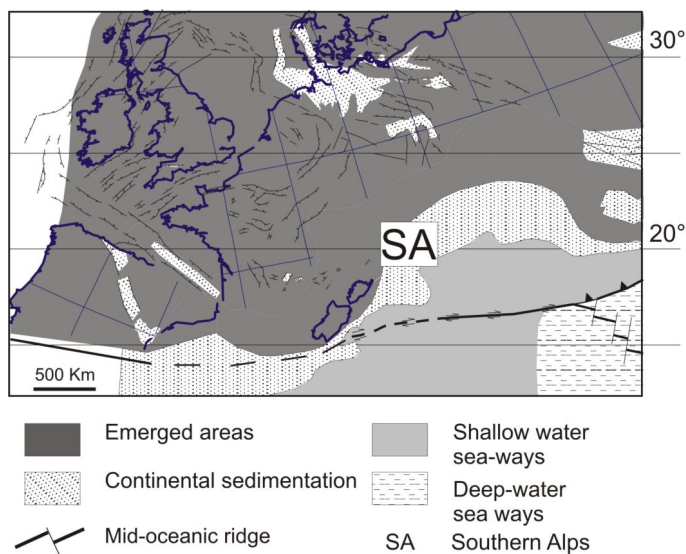 30°
SA
20°
500 Km
Emerged areas
Shallow water
sea-ways
Continental sedimentation
Deep-water
sea ways
Mid-oceanic ridge
SA Southern Alps